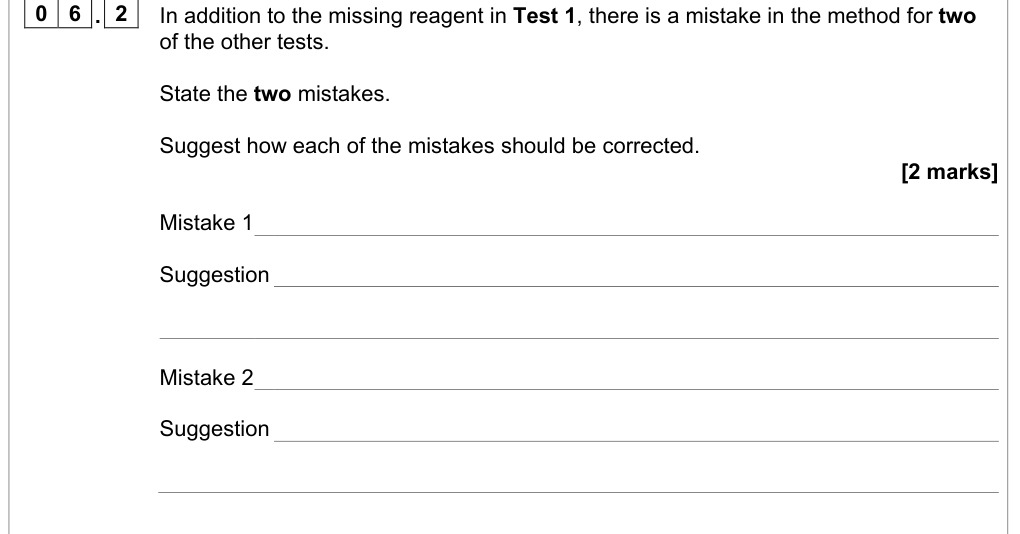 0 6 . 2 In addition to the missing reagent in Test 1, there is a mistake in the method for two
of the other tests.
State the two mistakes.
Suggest how each of the mistakes should be corrected.
[2 marks]
Mistake 1
Suggestion
Mistake 2
Suggestion